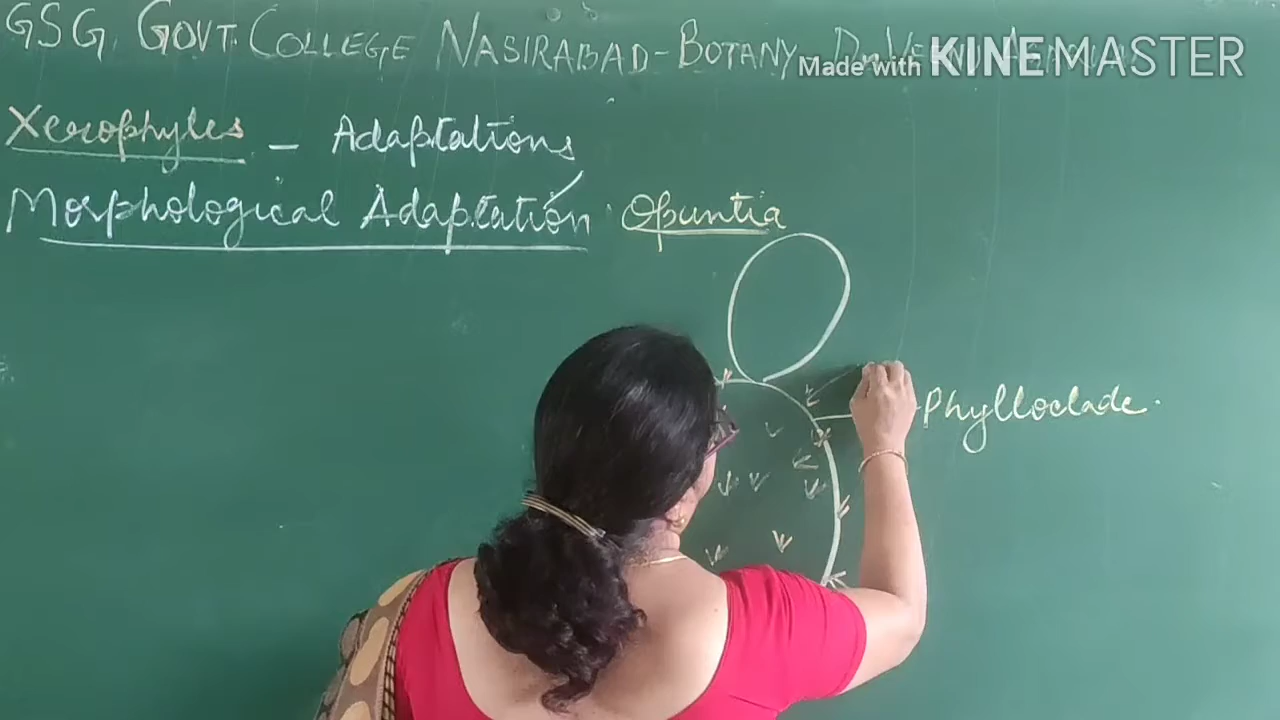 GSG GOVT. COLLEGE NASIRABAD-BOTANY
Made with KINEMASTER
Xerophytes - Adaptations
Morphological Adaptation. Opuntia
Phylloclade.